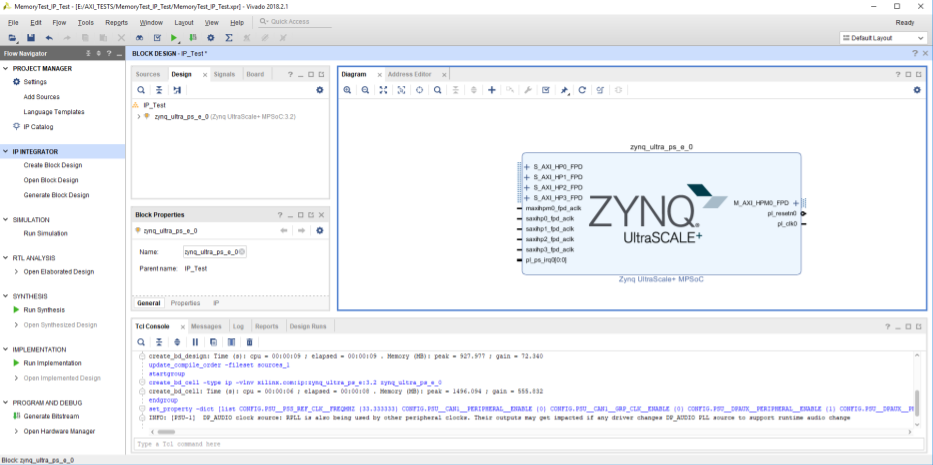 MemoryTest_IP_Test - [E:/AXI_TESTS/MemoryTest_IP_Test/MemoryTest_IP_Test.xpr] - Vivado 2018.2.1
File Edit Flow Tools Reports Window Layout View Help Quick Access
Ready
Default Layout
Flow Navigator
BLOCK DESIGN - IP_Test *
PROJECT MANAGER
Settings
Add Sources
Language Templates
IP Catalog
IP INTEGRATOR
Create Block Design
Open Block Design
Generate Block Design
SIMULATION
Run Simulation
RTL ANALYSIS
Open Elaborated Design
SYNTHESIS
Run Synthesis
Open Synthesized Design
IMPLEMENTATION
Run Implementation
Open Implemented Design
PROGRAM AND DEBUG
Generate Bitstream
Open Hardware Manager
Sources Design Signals Board
IP_Test
zynq_ultra_ps_e_0 (Zynq UltraScale+ MPSoC:3.2)
Block Properties
zynq_ultra_ps_e_0
Name: zynq_ultra_ps_e_0
Parent name: IP_Test
General Properties IP
Diagram Address Editor
zynq_ultra_ps_e_0
S_AXI_HP0_FPD
S_AXI_HP1_FPD
S_AXI_HP2_FPD
S_AXI_HP3_FPD
maxihpm0_fpd_aclk
saxihp0_fpd_aclk
saxihp1_fpd_aclk
saxihp2_fpd_aclk
saxihp3_fpd_aclk
pl_ps_irq0[0:0]
ZYNQ
UltraSCALE+
M_AXI_HPM0_FPD
pl_resetn0
pl_clk0
Zynq UltraScale+ MPSoC
Tcl Console Messages Log Reports Design Runs
create_bd_design: Time (s): cpu = 00:00:09 ; elapsed = 00:00:09 . Memory (MB): peak = 927.977 ; gain = 72.340
update_compile_order -fileset sources_1
startgroup
create_bd_cell -type ip -vlnv xilinx.com:ip:zynq_ultra_ps_e:3.2 zynq_ultra_ps_e_0
create_bd_cell: Time (s): cpu = 00:00:06 ; elapsed = 00:00:08 . Memory (MB): peak = 1496.094 ; gain = 555.832
endgroup
set_property -dict [list CONFIG.PSU__PSS_REF_CLK__FREQMHZ {33.333333} CONFIG.PSU__CAN1__PERIPHERAL__ENABLE {0} CONFIG.PSU__CAN1__GRP_CLK__ENABLE {0} CONFIG.PSU__DPAUX__PERIPHERAL__ENABLE {1} CONFIG.PSU__DPAUX__P
INFO: [PSU-1] DP_AUDIO clock source: RPLL is also being used by other peripheral clocks. Their outputs may get impacted if any driver changes DP_AUDIO PLL source to support runtime audio change
Type a Tcl command here
Block: zynq_ultra_ps_e_0